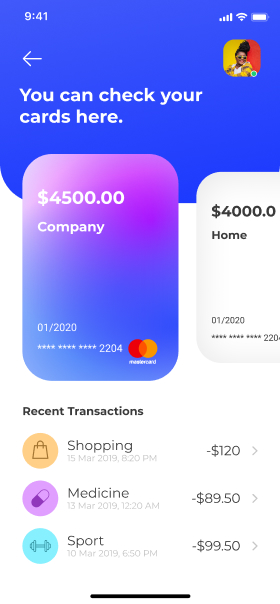 9:41
You can check your
cards here.
$4500.00
Company
01/2020
**** **** **** 2204
mastercard
$4000.0
Home
01/2020
**** **** **** 220
Recent Transactions
Shopping
15 Mar 2019, 8:20 PM
-$120
Medicine
13 Mar 2019, 12:20 AM
-$89.50
Sport
10 Mar 2019, 6:50 PM
-$99.50